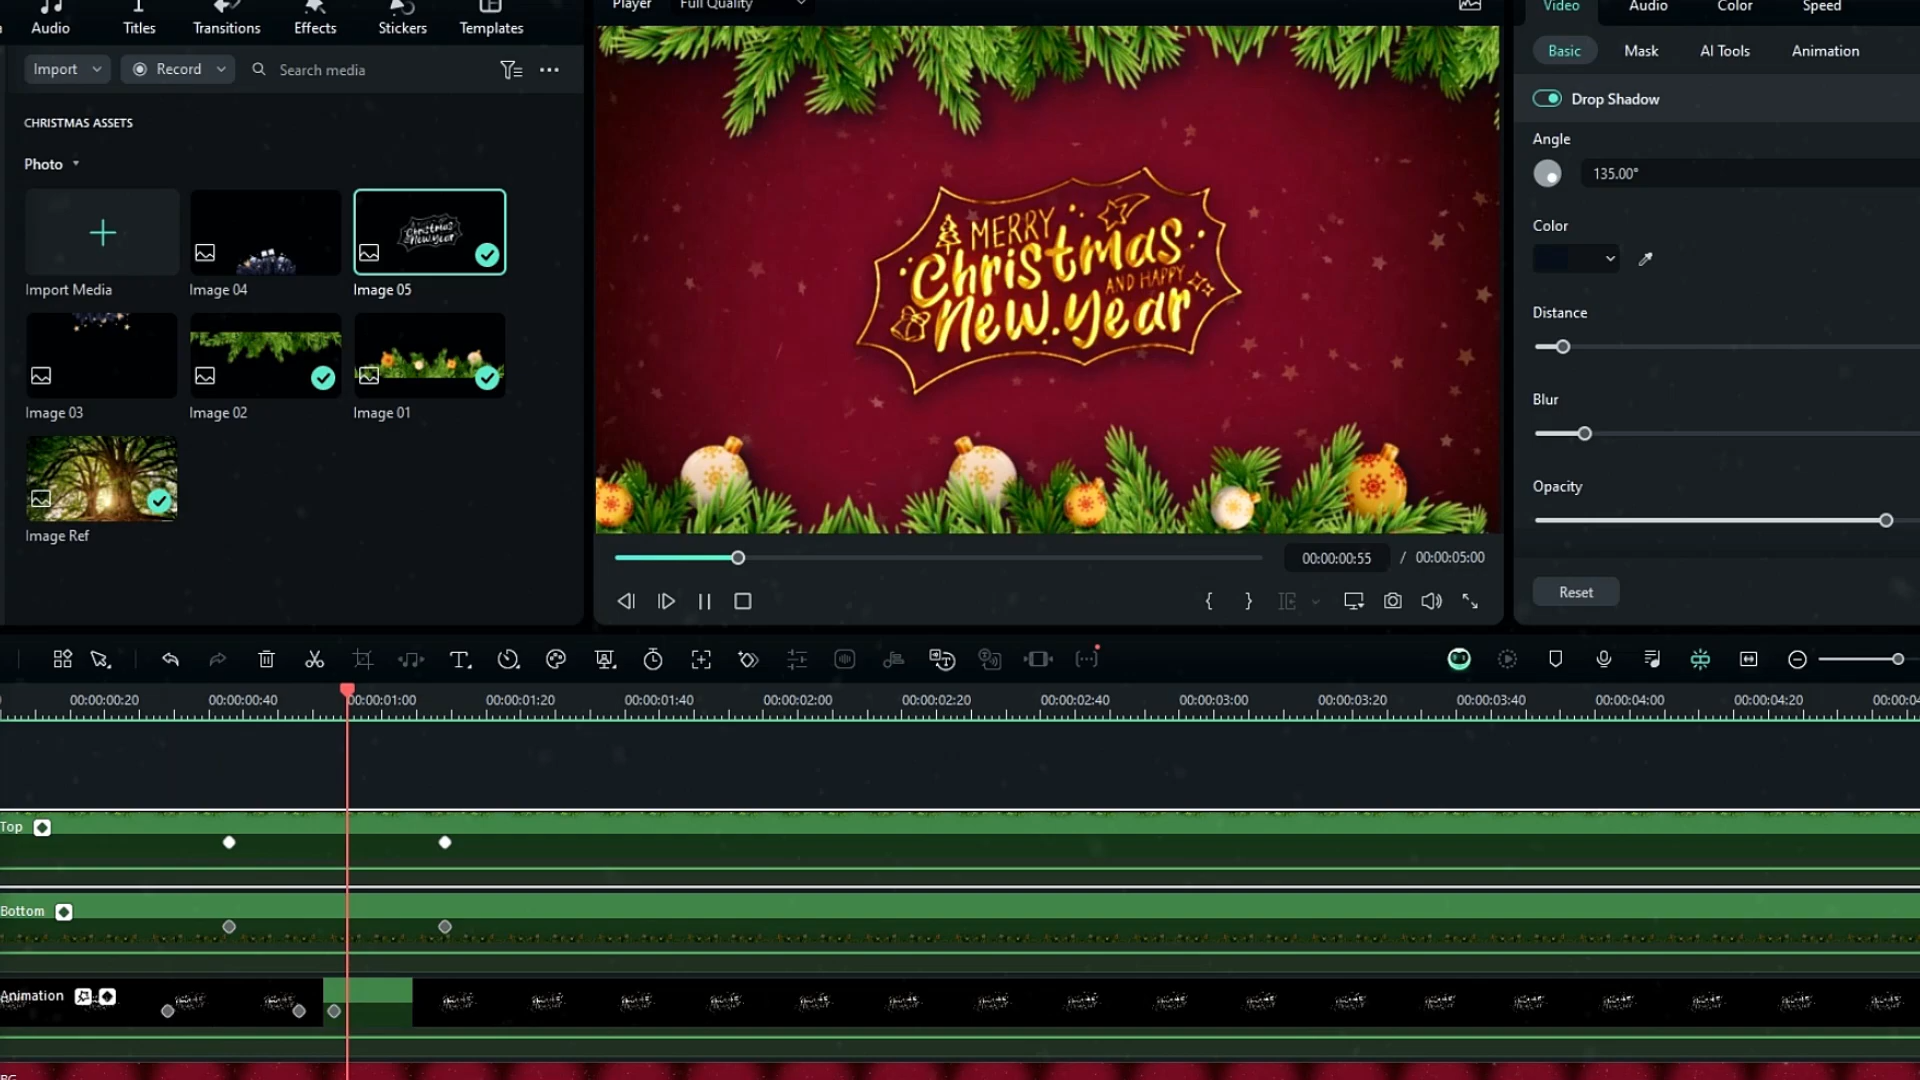 Audio
Titles
Transitions
Effects
Stickers
Templates
Player
Full Quality
Video
Audio
Color
Speed
Import
Record
Search media
Basic
Mask
AI Tools
Animation
CHRISTMAS ASSETS
Photo
Drop Shadow
Angle
135.00°
Import Media
Image 04
Image 05
Image 03
Image 02
Image 01
Image Ref
MERRY
Christmas
AND HAPPY
New Year
Color
Distance
Blur
Opacity
00:00:00:55 / 00:00:05:00
Reset
00:00:00:20
00:00:00:40
00:00:01:00
00:00:01:20
00:00:01:40
00:00:02:00
00:00:02:20
00:00:02:40
00:00:03:00
00:00:03:20
00:00:03:40
00:00:04:00
00:00:04:20
00:00:04
Top
Bottom
Animation